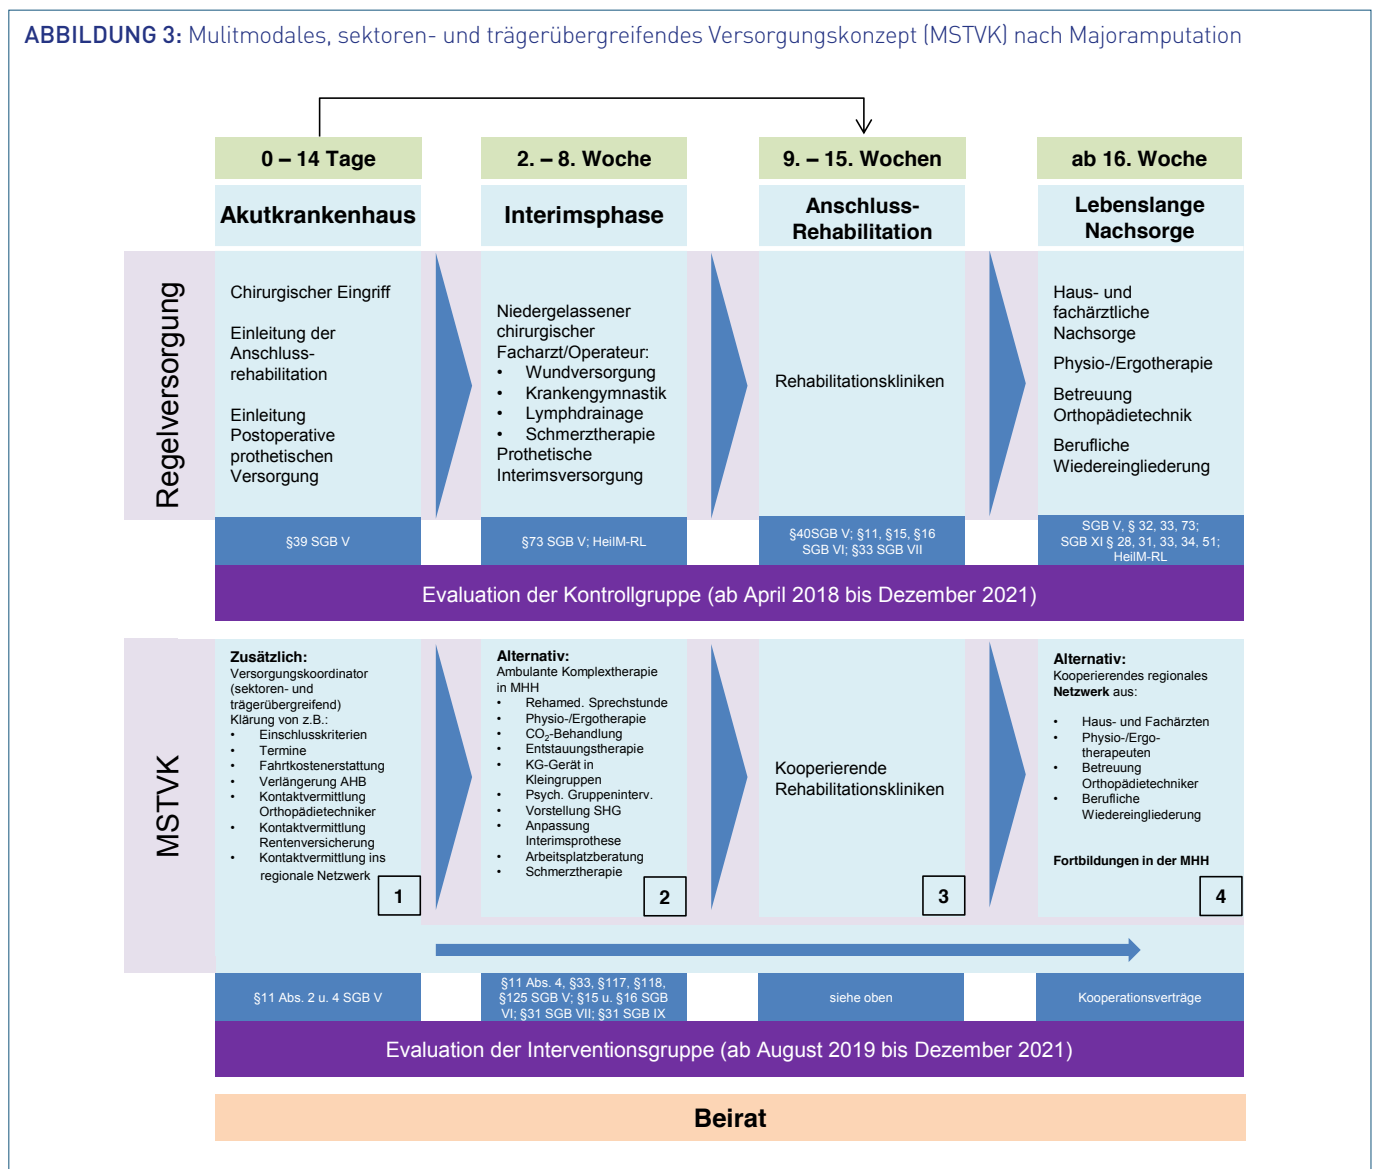 ABBILDUNG 3: Mulitmodales, sektoren- und trägerübergreifendes Versorgungskonzept (MSTVK) nach Majoramputation
0 – 14 Tage
2. – 8. Woche
9. – 15. Wochen
ab 16. Woche
Akutkrankenhaus
Interimsphase
Anschluss-
Rehabilitation
Lebenslange
Nachsorge
Regelversorgung
Chirurgischer Eingriff
Einleitung der
Anschluss-
rehabilitation
Einleitung
Postoperative
prothetischen
Versorgung
Niedergelassener
chirurgischer
Facharzt/Operateur:
• Wundversorgung
• Krankengymnastik
• Lymphdrainage
• Schmerztherapie
Prothetische
Interimsversorgung
Rehabilitationskliniken
Haus- und
fachärztliche
Nachsorge
Physio-/Ergotherapie
Betreuung
Orthopädietechnik
Berufliche
Wiedereingliederung
§39 SGB V
§73 SGB V; HeilM-RL
§40SGB V; §11, §15, §16
SGB VI; §33 SGB VII
SGB V, § 32, 33, 73;
SGB XI § 28, 31, 33, 34, 51;
HeilM-RL
Evaluation der Kontrollgruppe (ab April 2018 bis Dezember 2021)
MSTVK
Zusätzlich:
Versorgungskoordinator
(sektoren- und
trägerübergreifend)
Klärung von z.B.:
• Einschlusskriterien
• Termine
• Fahrtkostenerstattung
• Verlängerung AHB
• Kontaktvermittlung
Orthopädietechniker
• Kontaktvermittlung
Rentenversicherung
• Kontaktvermittlung ins
regionale Netzwerk
1
Alternativ:
Ambulante Komplextherapie
in MHH
• Rehamed. Sprechstunde
• Physio-/Ergotherapie
• CO₂-Behandlung
• Entstauungstherapie
• KG-Gerät in
Kleingruppen
• Psych. Gruppeninterv.
• Vorstellung SHG
• Anpassung
Interimsprothese
• Arbeitsplatzberatung
• Schmerztherapie
2
Kooperierende
Rehabilitationskliniken
3
Alternativ:
Kooperierendes regionales
Netzwerk aus:
• Haus- und Fachärzten
• Physio-/Ergo-
therapeuten
• Betreuung
Orthopädietechniker
• Berufliche
Wiedereingliederung
Fortbildungen in der MHH
4
§11 Abs. 2 u. 4 SGB V
§11 Abs. 4, §33, §117, §118,
§125 SGB V; §15 u. §16 SGB
VI; §31 SGB VII; §31 SGB IX
siehe oben
Kooperationsverträge
Evaluation der Interventionsgruppe (ab August 2019 bis Dezember 2021)
Beirat